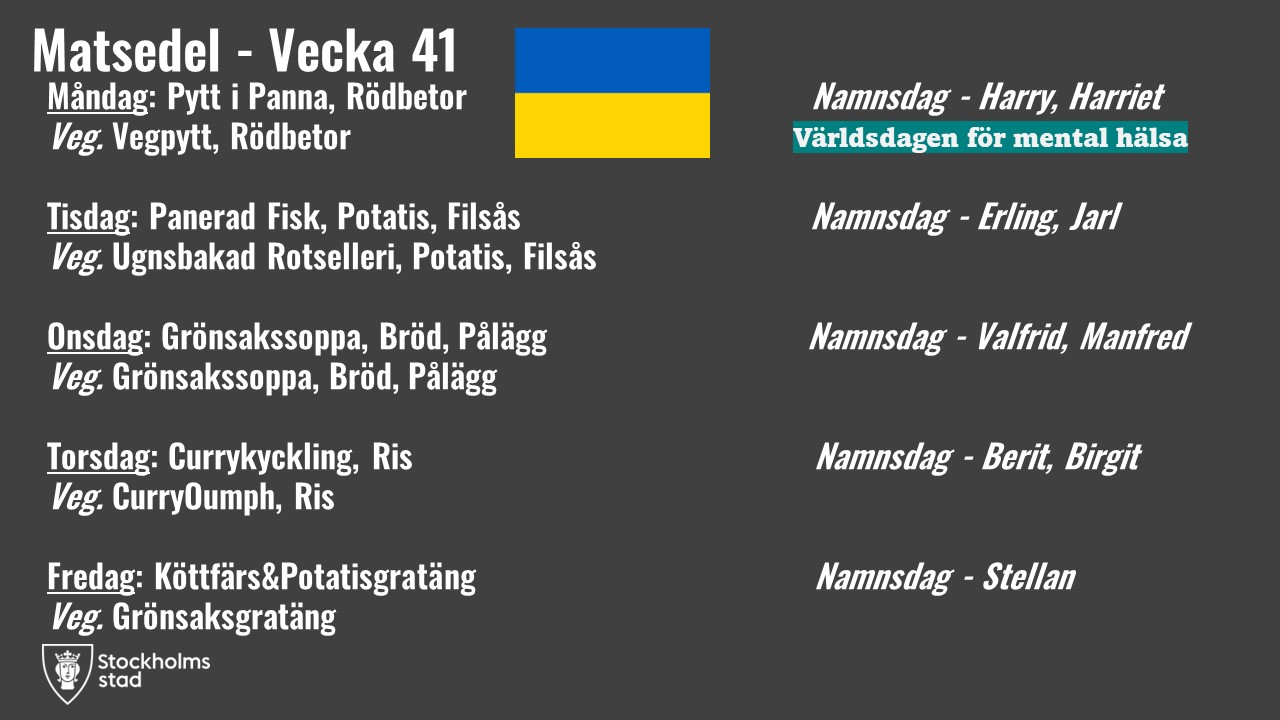 Matsedel - Vecka 41
Måndag: Pytt i Panna, Rödbetor
Veg. Vegpytt, Rödbetor
Namnsdag - Harry, Harriet
Världsdagen för mental hälsa
Tisdag: Panerad Fisk, Potatis, Filsås
Veg. Ugnsbakad Rotselleri, Potatis, Filsås
Namnsdag - Erling, Jarl
Onsdag: Grönsakssoppa, Bröd, Pålägg
Veg. Grönsakssoppa, Bröd, Pålägg
Namnsdag - Valfrid, Manfred
Torsdag: Currykyckling, Ris
Veg. CurryOumph, Ris
Namnsdag - Berit, Birgit
Fredag: Köttfärs&Potatisgratäng
Veg. Grönsaksgratäng
Namnsdag - Stellan
Stockholms
stad